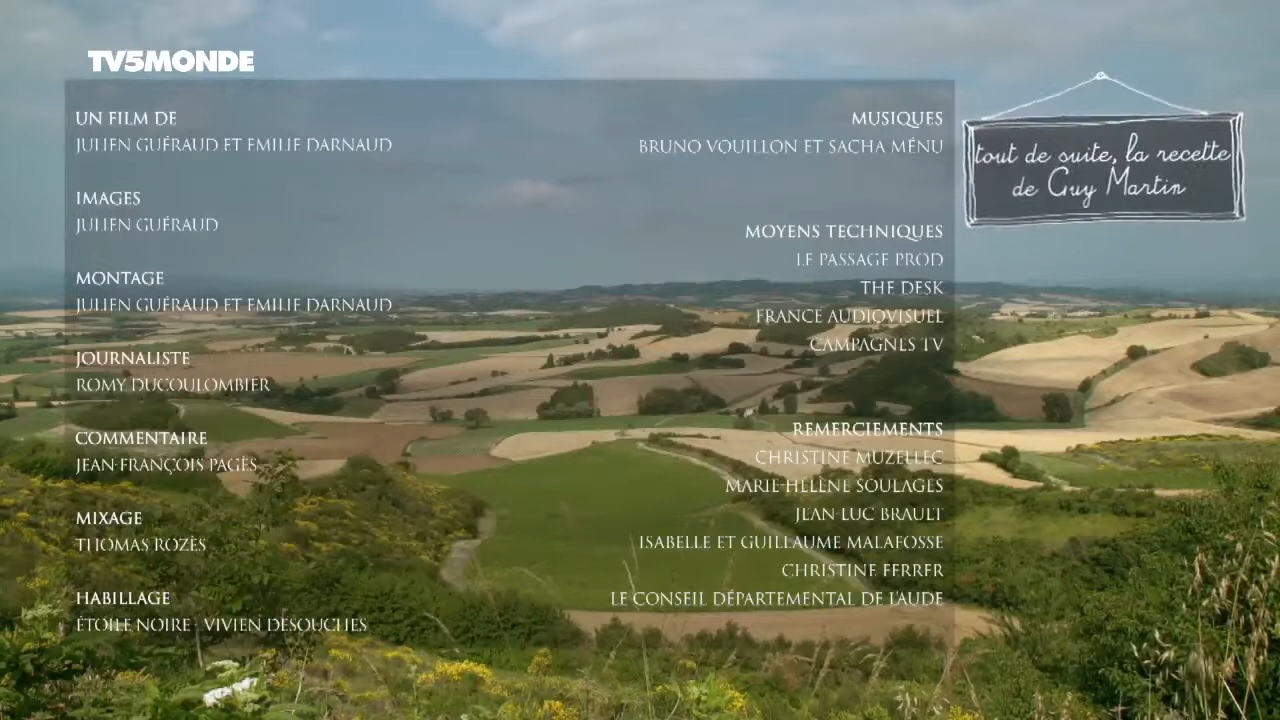 TV5MONDE
UN FILM DE
JULIEN GUÉRAUD ET EMILIE DARNAUD
IMAGES
JULIEN GUÉRAUD
MONTAGE
JULIEN GUÉRAUD ET EMILIE DARNAUD
JOURNALISTE
ROMY DUCOULOMBIER
COMMENTAIRE
JEAN-FRANÇOIS PAGÈS
MIXAGE
THOMAS ROZÈS
HABILLAGE
ÉTOILE NOIRE - VIVIEN DESOUCHES
MUSIQUES
BRUNO VOUILLON ET SACHA MÉNU
MOYENS TECHNIQUES
LE PASSAGE PROD
THE DESK
FRANCE AUDIOVISUEL
CAMPAGNES TV
REMERCIEMENTS
CHRISTINE MUZELLEC
MARIE-HÉLÈNE SOULAGES
JEAN-LUC BRAULT
ISABELLE ET GUILLAUME MALAFOSSE
CHRISTINE FERRER
LE CONSEIL DÉPARTEMENTAL DE L'AUDE
tout de suite, la recette
de Guy Martin